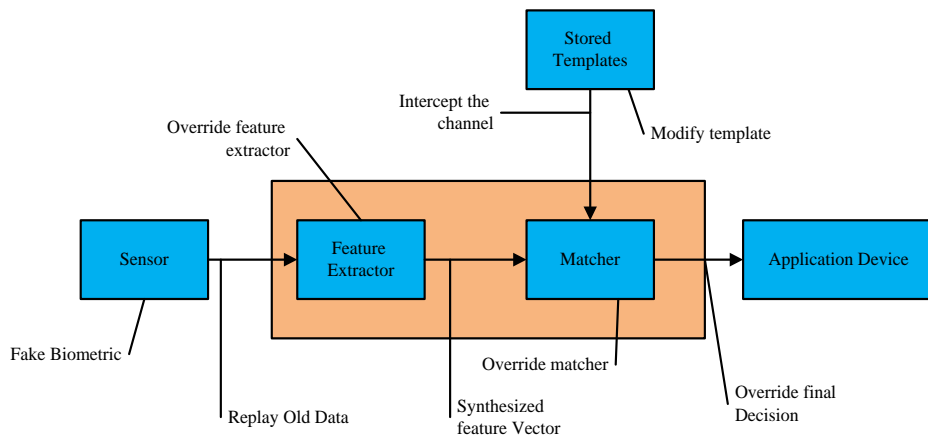 Stored
Templates
Intercept the
channel
Modify template
Override feature
extractor
Sensor
Feature
Extractor
Matcher
Application Device
Fake Biometric
Override matcher
Replay Old Data
Synthesized
feature Vector
Override final
Decision